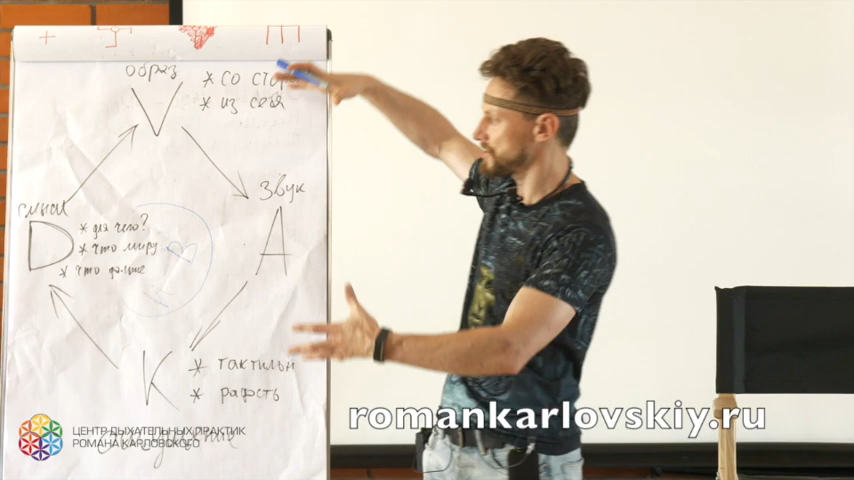 образ
* со стор
* из себя
V
звук
смысл
D
A
* для чего?
* что миру
* что дальше
B
K
* тактильн
* радость
romankarlovskiy.ru
ЦЕНТР ДЫХАТЕЛЬНЫХ ПРАКТИК
РОМАНА КАРЛОВСКОГО